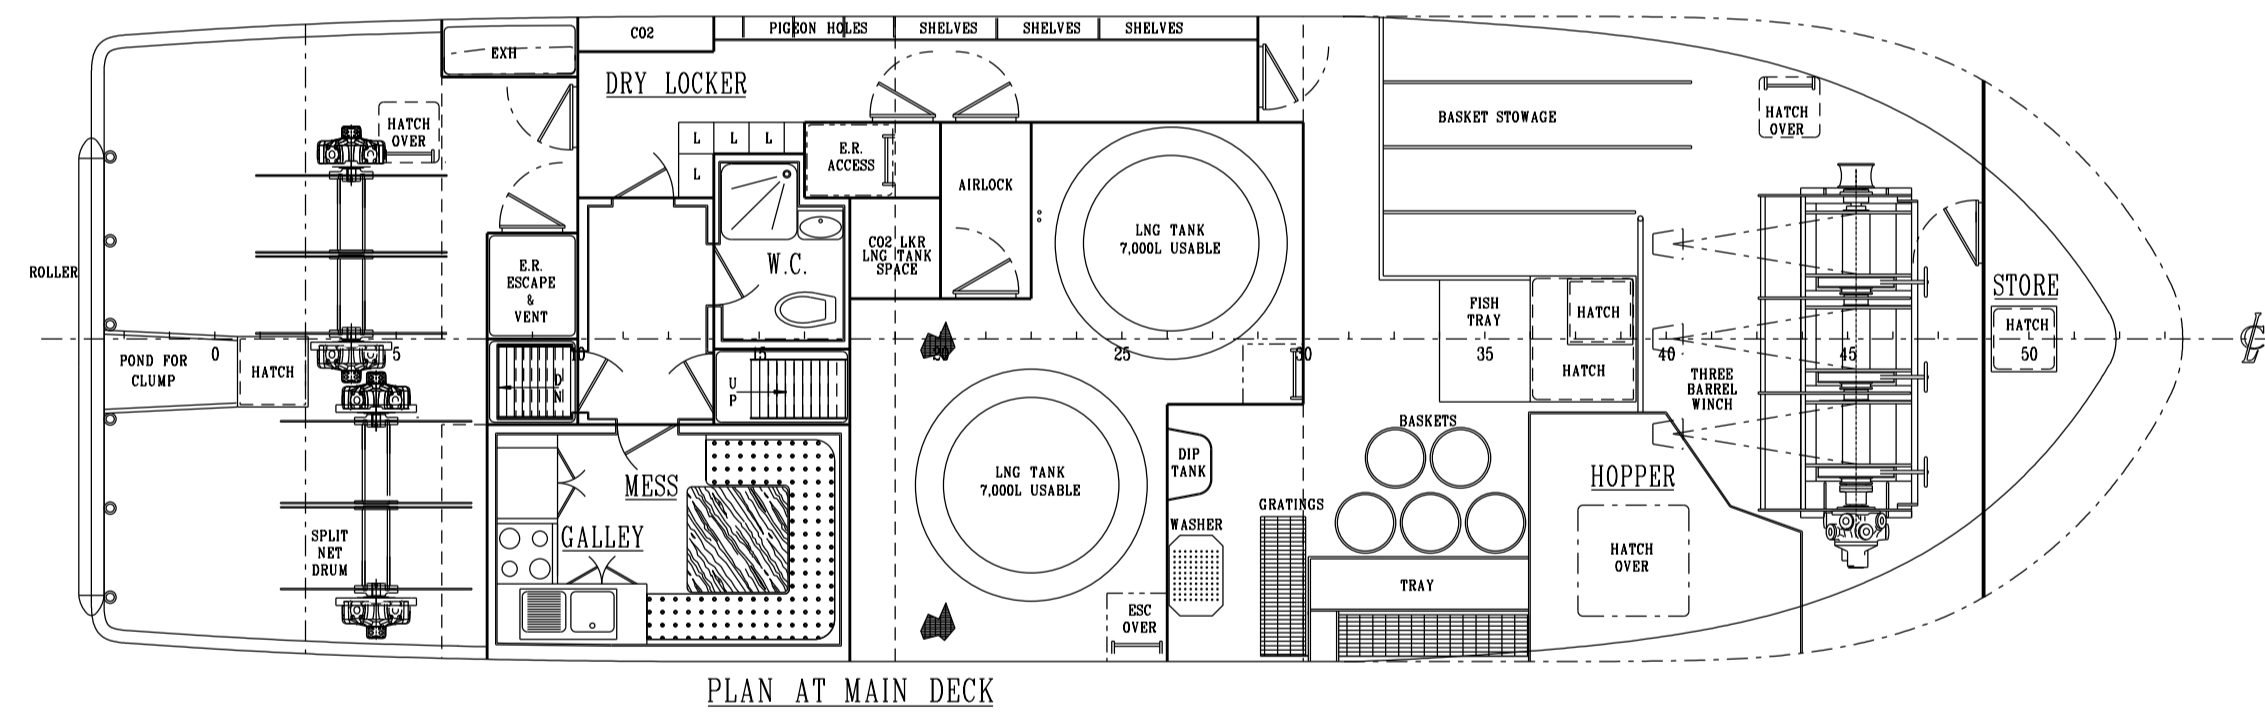 CO2
PIGEON HOLES
SHELVES
SHELVES
SHELVES
EXH
DRY LOCKER
HATCH
OVER
L
L
L
L
E.R.
ACCESS
AIRLOCK
BASKET STOWAGE
HATCH
OVER
LNG TANK
7,000L USABLE
CO2 LKR
LNG TANK
SPACE
W.C.
ROLLER
E.R.
ESCAPE
&
VENT
STORE
HATCH
FISH
TRAY
HATCH
HATCH
POND FOR
CLUMP
HATCH
0
5
10
15
20
25
30
35
40
45
50
DN
UP
THREE
BARREL
WINCH
BASKETS
DIP
TANK
HOPPER
MESS
LNG TANK
7,000L USABLE
GRATINGS
WASHER
GALLEY
SPLIT
NET
DRUM
HATCH
OVER
TRAY
ESC
OVER
PLAN AT MAIN DECK